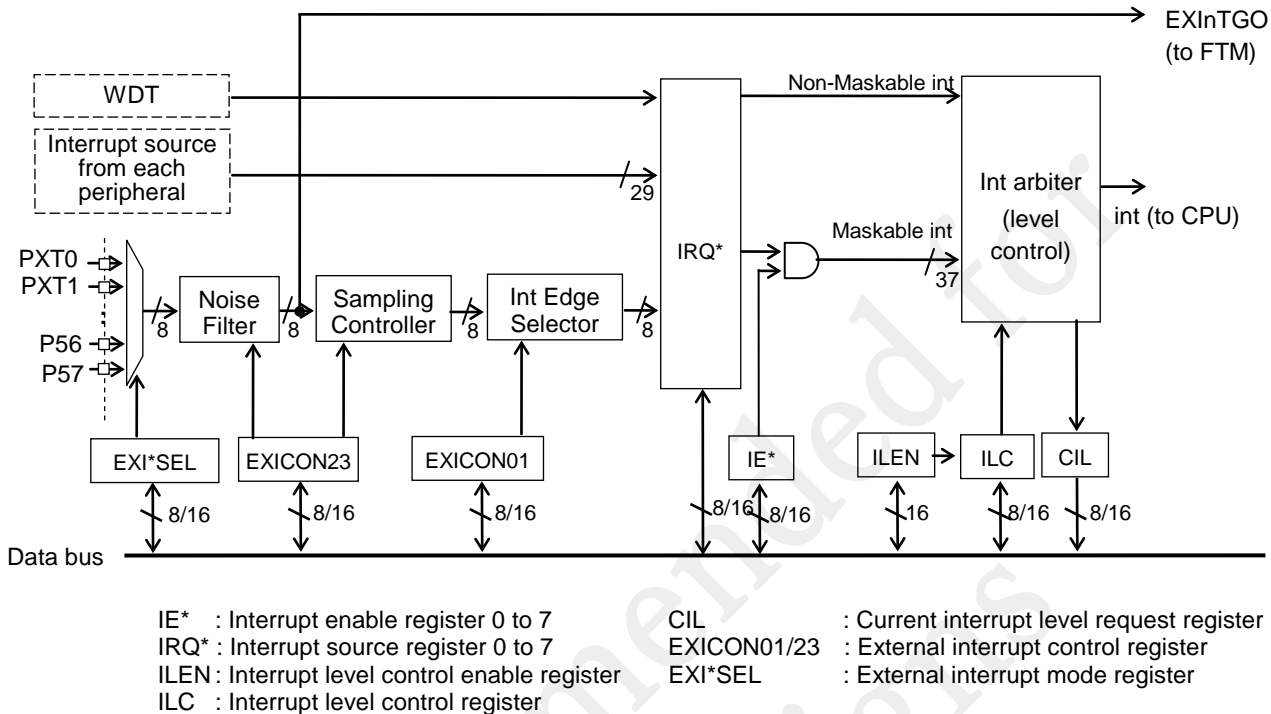 EXInTGO
(to FTM)
WDT
Non-Maskable int
Interrupt source
from each
peripheral
29
Int arbiter
(level
control)
int (to CPU)
PXT0
PXT1
P56
P57
8
Noise
Filter
8
Sampling
Controller
8
Int Edge
Selector
8
IRQ*
Maskable int
37
EXI*SEL
EXICON23
EXICON01
IE*
ILEN
ILC
CIL
8/16
8/16
8/16
8/16
8/16
16
8/16
8/16
Data bus
IE* : Interrupt enable register 0 to 7
IRQ* : Interrupt source register 0 to 7
ILEN : Interrupt level control enable register
ILC : Interrupt level control register
CIL : Current interrupt level request register
EXICON01/23 : External interrupt control register
EXI*SEL : External interrupt mode register
mended for
ns